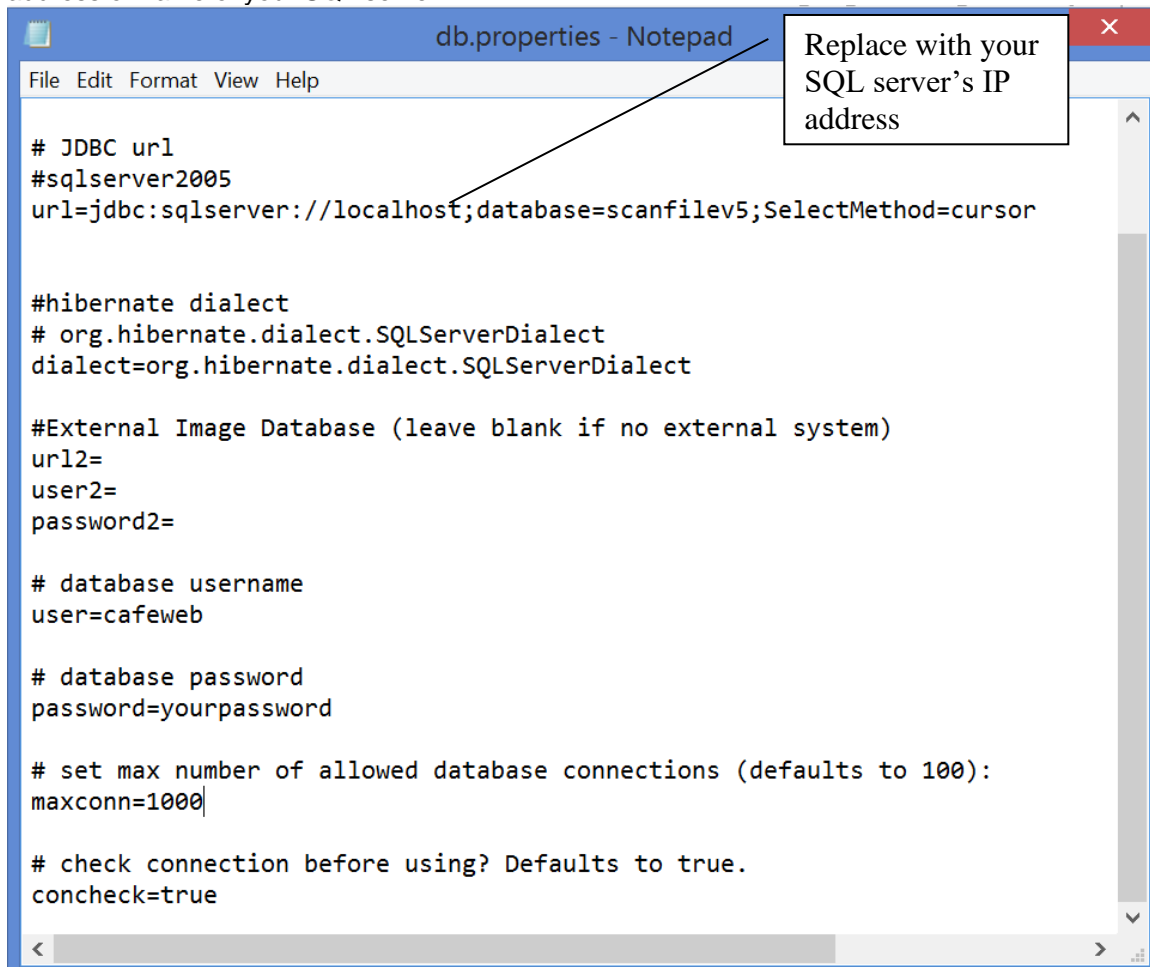 db.properties - Notepad
Replace with your
SQL server's IP
address
File Edit Format View Help
# JDBC url
#sqlserver2005
url=jdbc:sqlserver://localhost;database=scanfilev5;SelectMethod=cursor
#hibernate dialect
# org.hibernate.dialect.SQLServerDialect
dialect=org.hibernate.dialect.SQLServerDialect
#External Image Database (leave blank if no external system)
url2=
user2=
password2=
# database username
user=cafeweb
# database password
password=yourpassword
# set max number of allowed database connections (defaults to 100):
maxconn=1000
# check connection before using? Defaults to true.
concheck=true